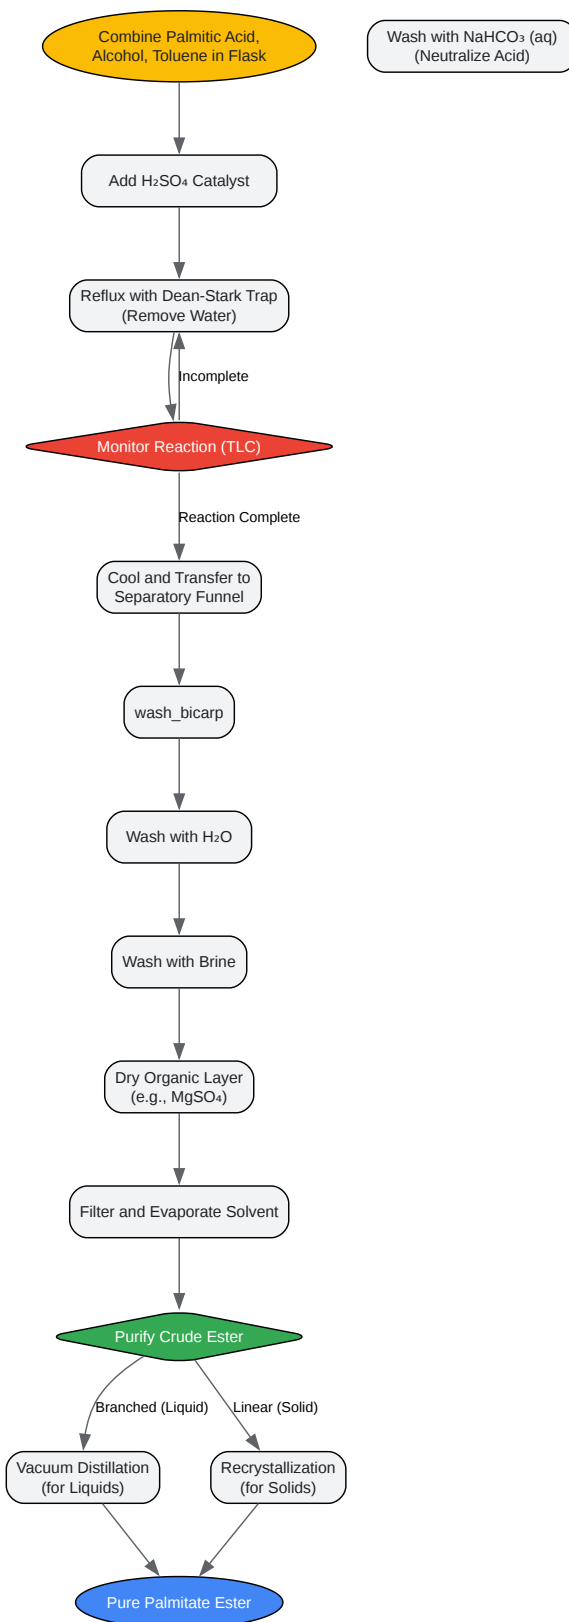 Combine Palmitic Acid,
Alcohol, Toluene in Flask
Wash with NaHCO₃ (aq)
(Neutralize Acid)
Add H₂SO₄ Catalyst
Reflux with Dean-Stark Trap
(Remove Water)
Incomplete
Monitor Reaction (TLC)
Reaction Complete
Cool and Transfer to
Separatory Funnel
wash_bicarp
Wash with H₂O
Wash with Brine
Dry Organic Layer
(e.g., MgSO₄)
Filter and Evaporate Solvent
Purify Crude Ester
Branched (Liquid)
Linear (Solid)
Vacuum Distillation
(for Liquids)
Recrystallization
(for Solids)
Pure Palmitate Ester